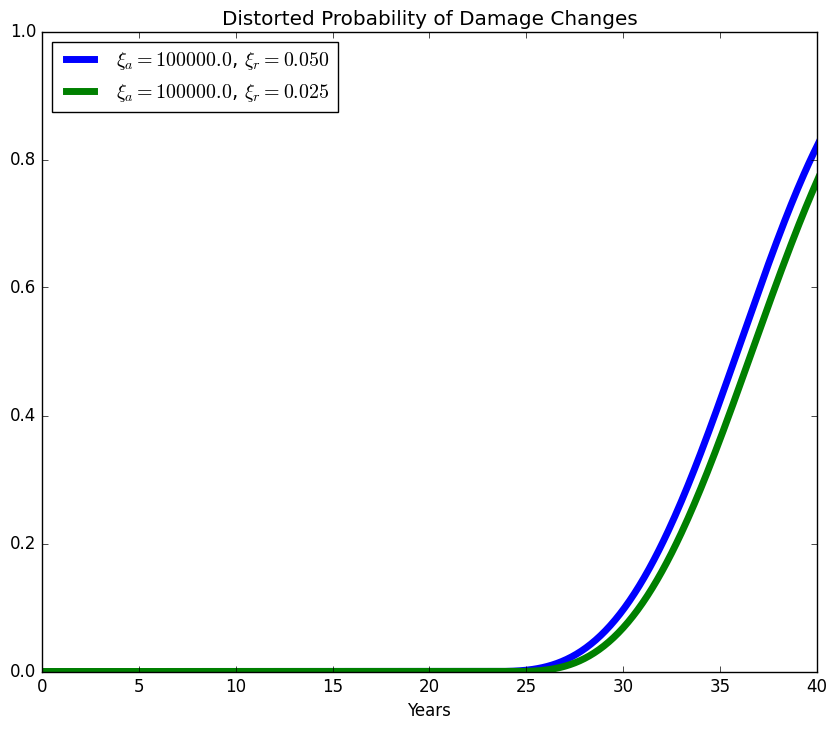 Distorted Probability of Damage Changes
1.0
ξₐ = 100000.0, ξᵣ = 0.050
ξₐ = 100000.0, ξᵣ = 0.025
0.8
0.6
0.4
0.2
0.0
0 5 10 15 20 25 30 35 40
Years